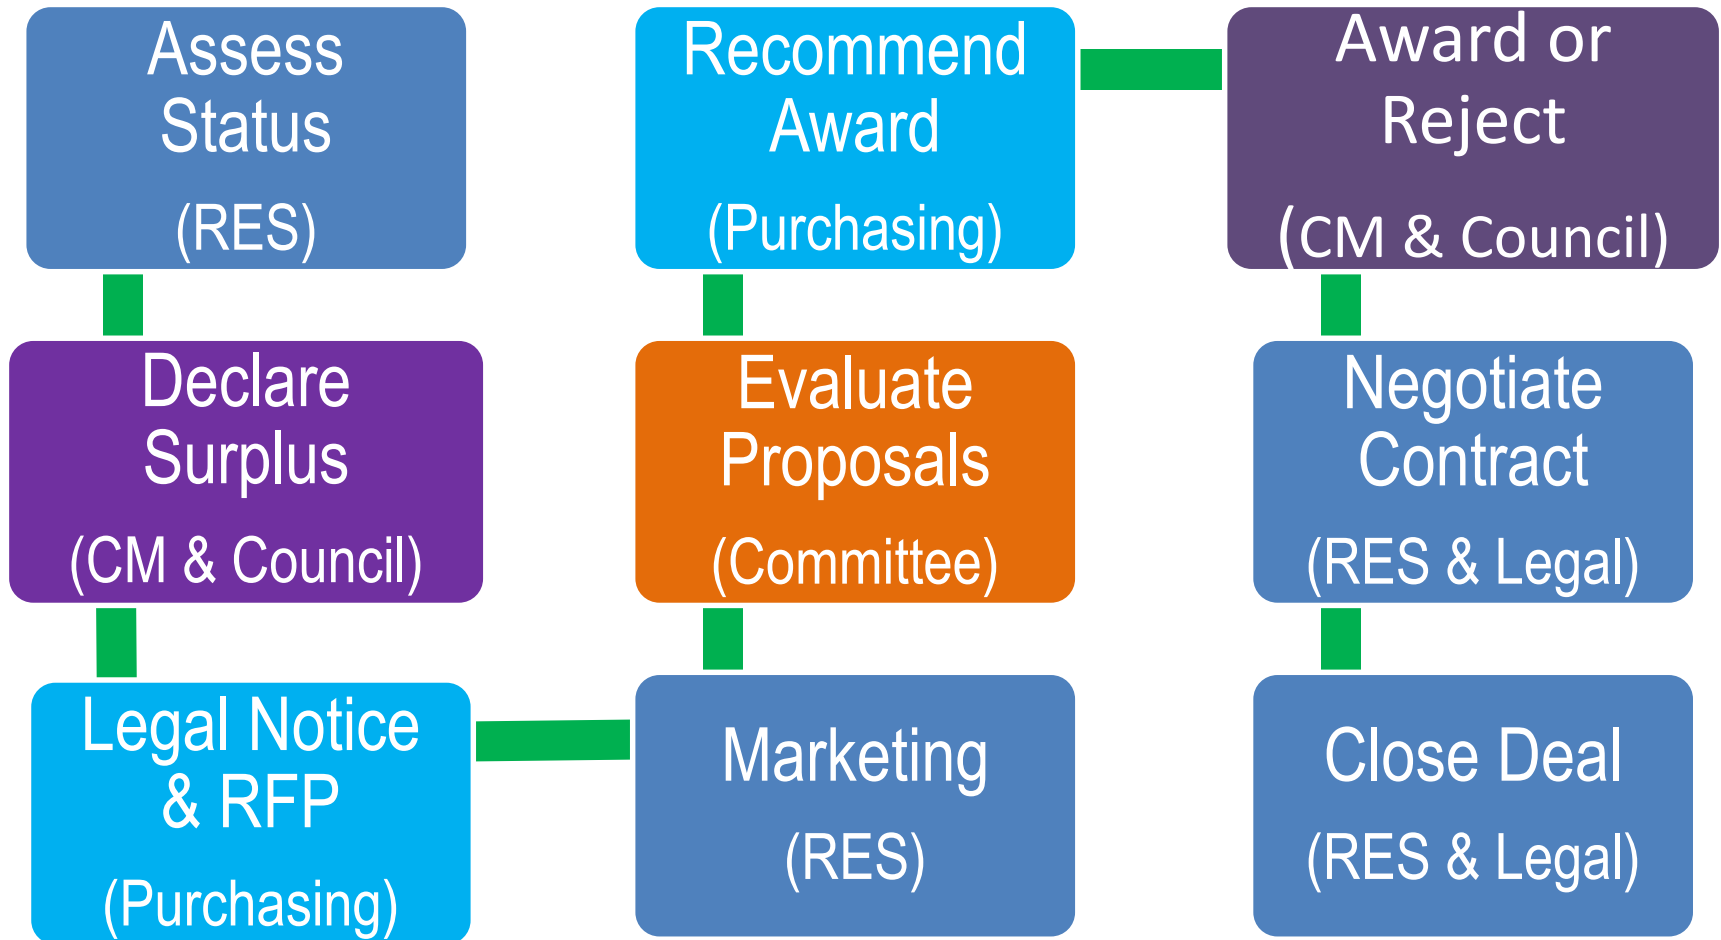 Assess
Status
(RES)
Declare
Surplus
(CM & Council)
Legal Notice
& RFP
(Purchasing)
Marketing
(RES)
Evaluate
Proposals
(Committee)
Recommend
Award
(Purchasing)
Award or
Reject
(CM & Council)
Negotiate
Contract
(RES & Legal)
Close Deal
(RES & Legal)